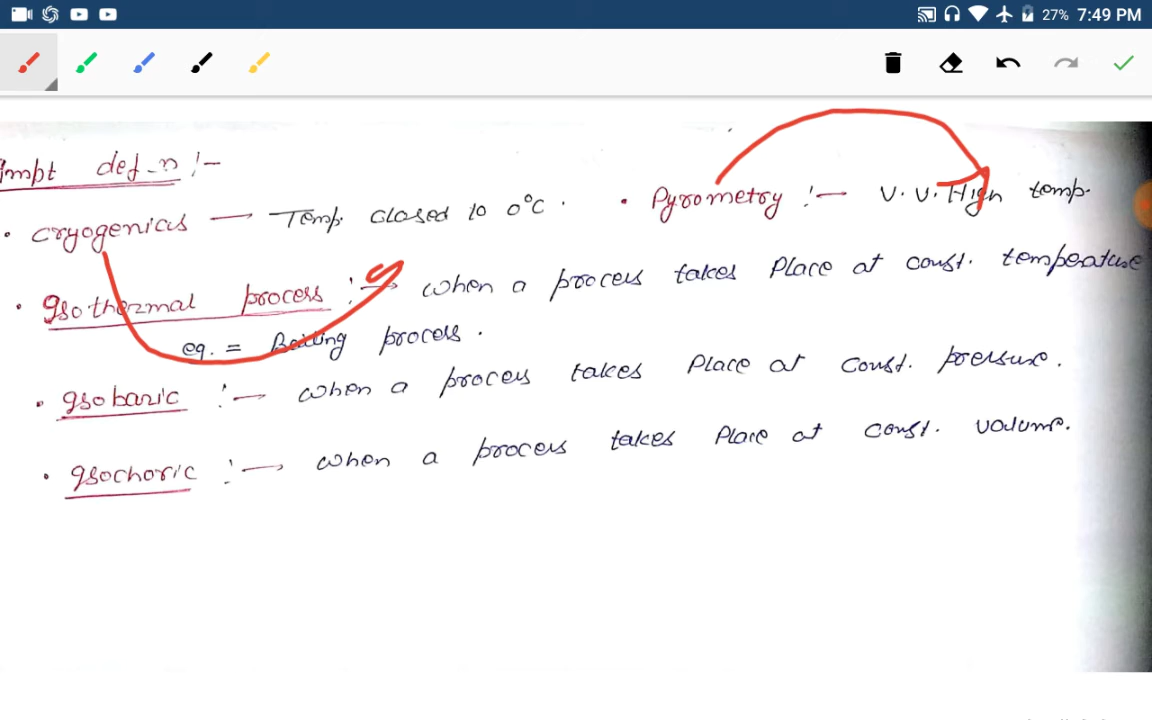 27% 7:49 PM
Impt def-n :-
• Cryogenics — Temp. closed to 0°C .
• Pyrometry :— V.V. High temp.
• Isothermal process :→ when a process takes Place at const. tempeature
eg. = Boiling process .
• Isobaric :— when a process takes Place at Const. pressure.
• Isochoric :— when a process takes Place at const. volume.